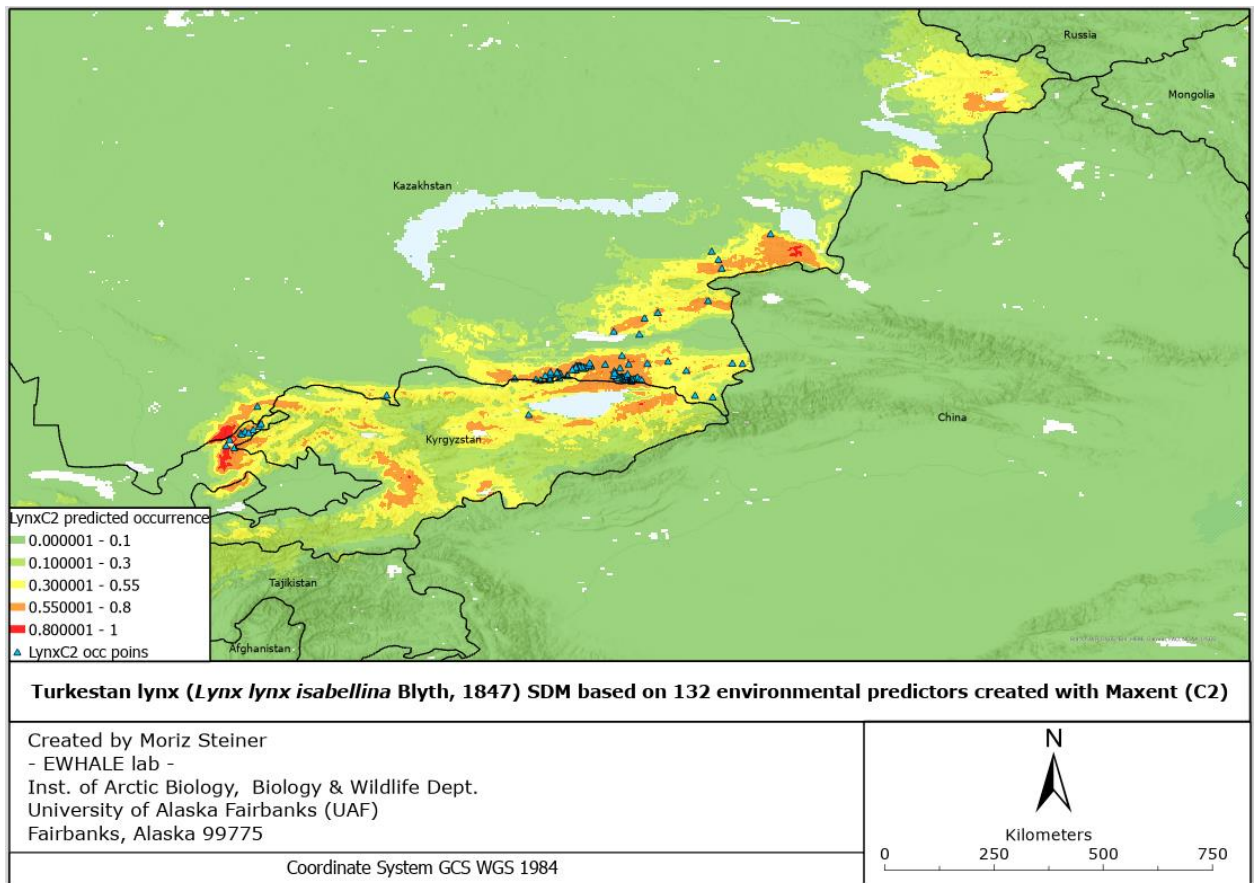 Russia
Mongolia
Kazakhstan
China
Kyrgyzstan
Tajikistan
Afghanistan
LynxC2 predicted occurrence
0.000001 - 0.1
0.100001 - 0.3
0.300001 - 0.55
0.550001 - 0.8
0.800001 - 1
LynxC2 occ poins
Turkestan lynx (Lynx lynx isabellina Blyth, 1847) SDM based on 132 environmental predictors created with Maxent (C2)
Created by Moriz Steiner
- EWHALE lab -
Inst. of Arctic Biology, Biology & Wildlife Dept.
University of Alaska Fairbanks (UAF)
Fairbanks, Alaska 99775
Coordinate System GCS WGS 1984
N
Kilometers
0 250 500 750